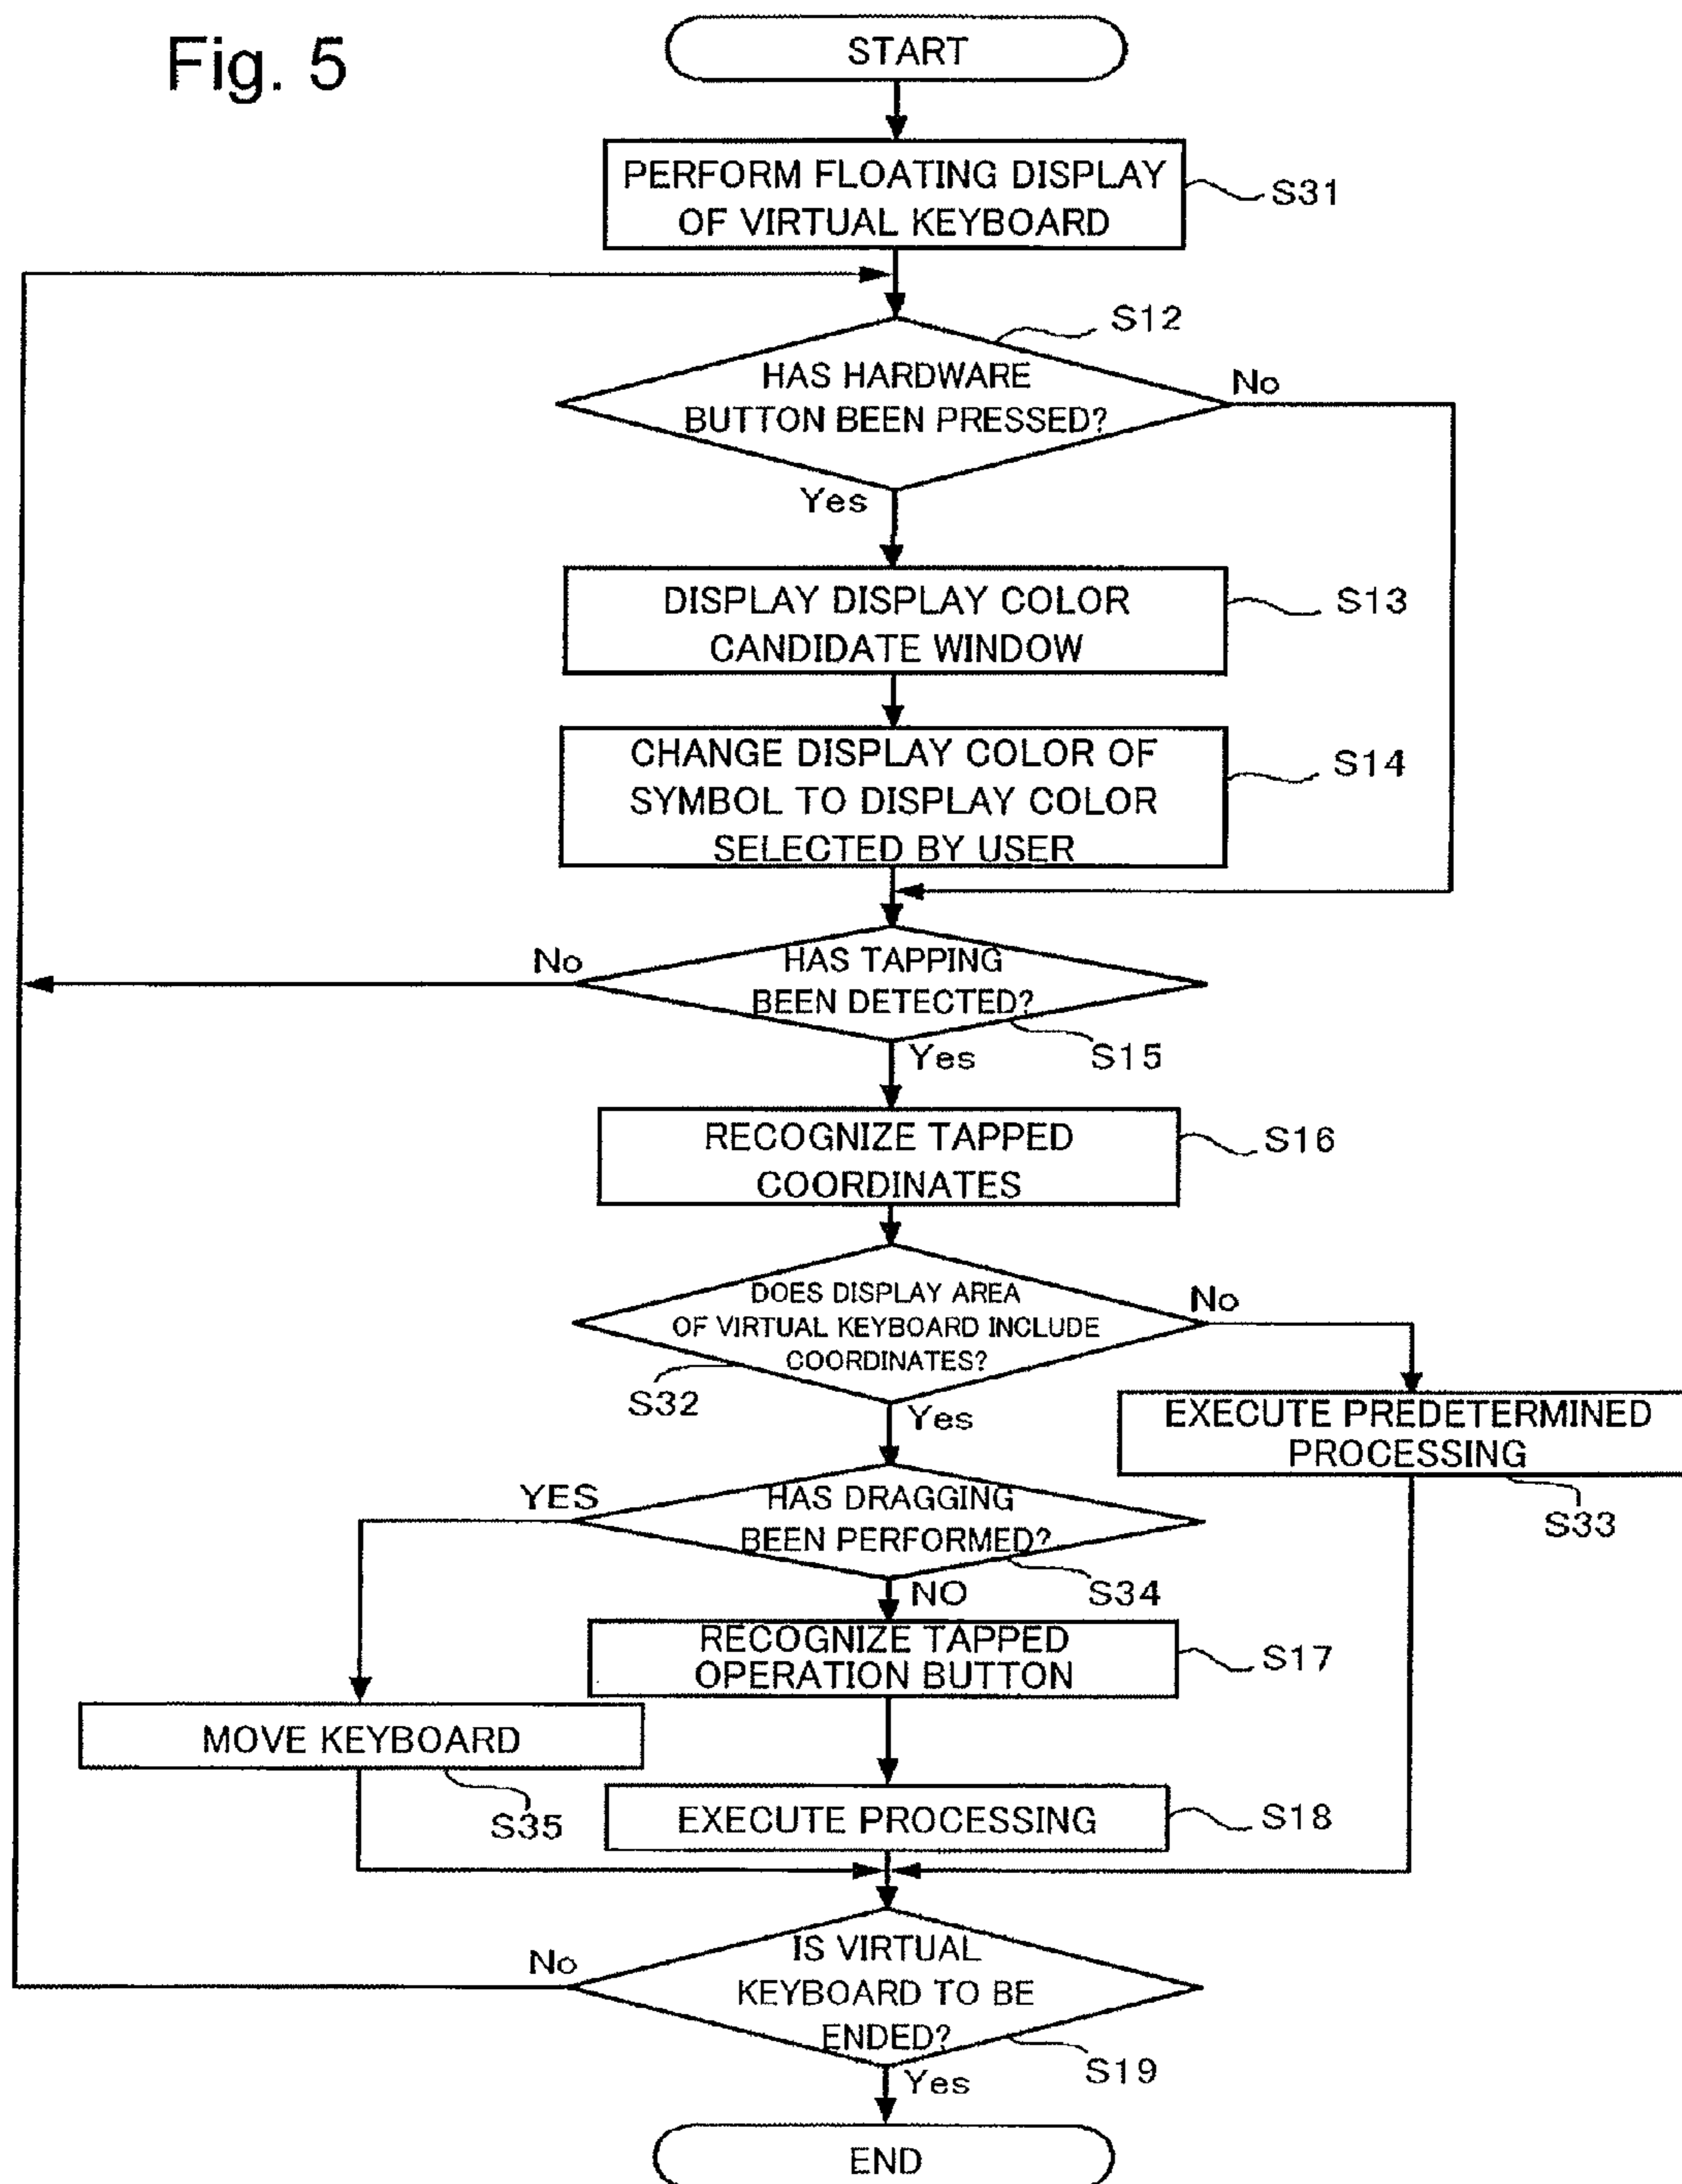 Fig. 5
START
PERFORM FLOATING DISPLAY
OF VIRTUAL KEYBOARD
S31
S12
HAS HARDWARE
BUTTON BEEN PRESSED?
No
Yes
DISPLAY DISPLAY COLOR
CANDIDATE WINDOW
S13
CHANGE DISPLAY COLOR OF
SYMBOL TO DISPLAY COLOR
SELECTED BY USER
S14
No
HAS TAPPING
BEEN DETECTED?
S15
Yes
RECOGNIZE TAPPED
COORDINATES
S16
DOES DISPLAY AREA
OF VIRTUAL KEYBOARD INCLUDE
COORDINATES?
No
S32
Yes
EXECUTE PREDETERMINED
PROCESSING
S33
YES
HAS DRAGGING
BEEN PERFORMED?
S34
NO
RECOGNIZE TAPPED
OPERATION BUTTON
S17
MOVE KEYBOARD
S35
EXECUTE PROCESSING
S18
No
IS VIRTUAL
KEYBOARD TO BE
ENDED?
S19
Yes
END